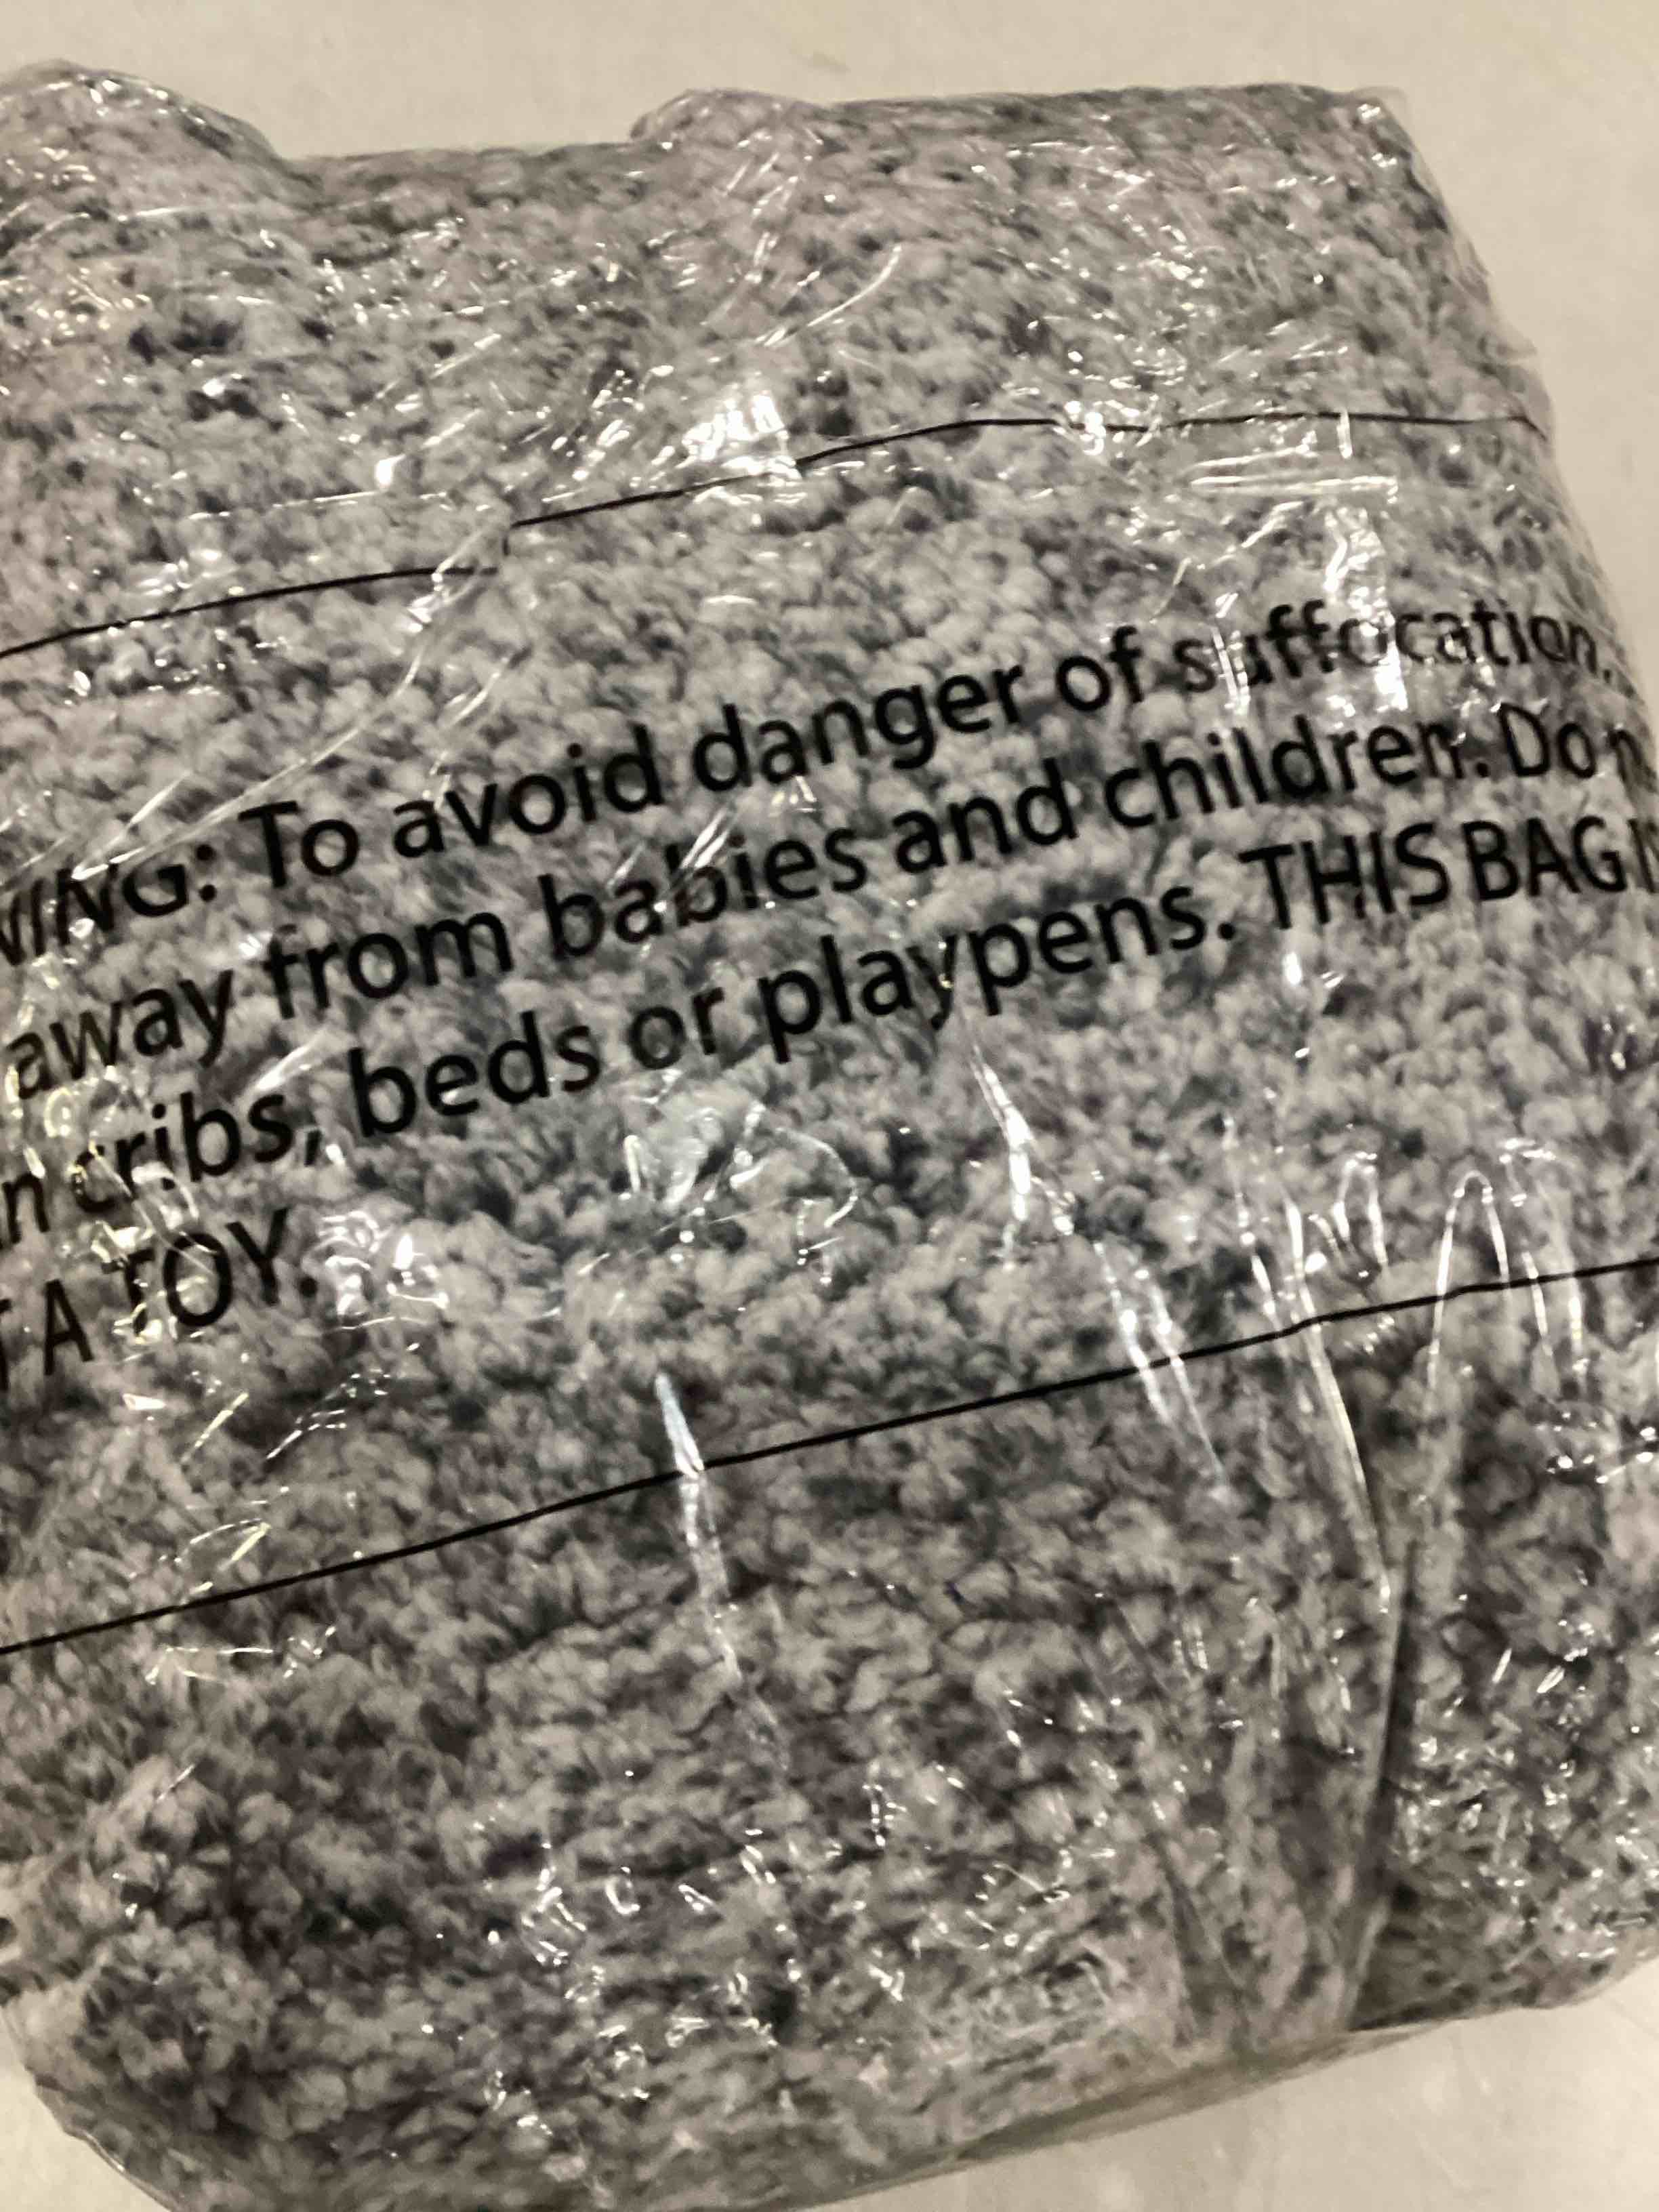 NING: To avoid danger of suffocation,
away from babies and children. Do n
n cribs, beds or playpens. THIS BAG I
T A TOY.